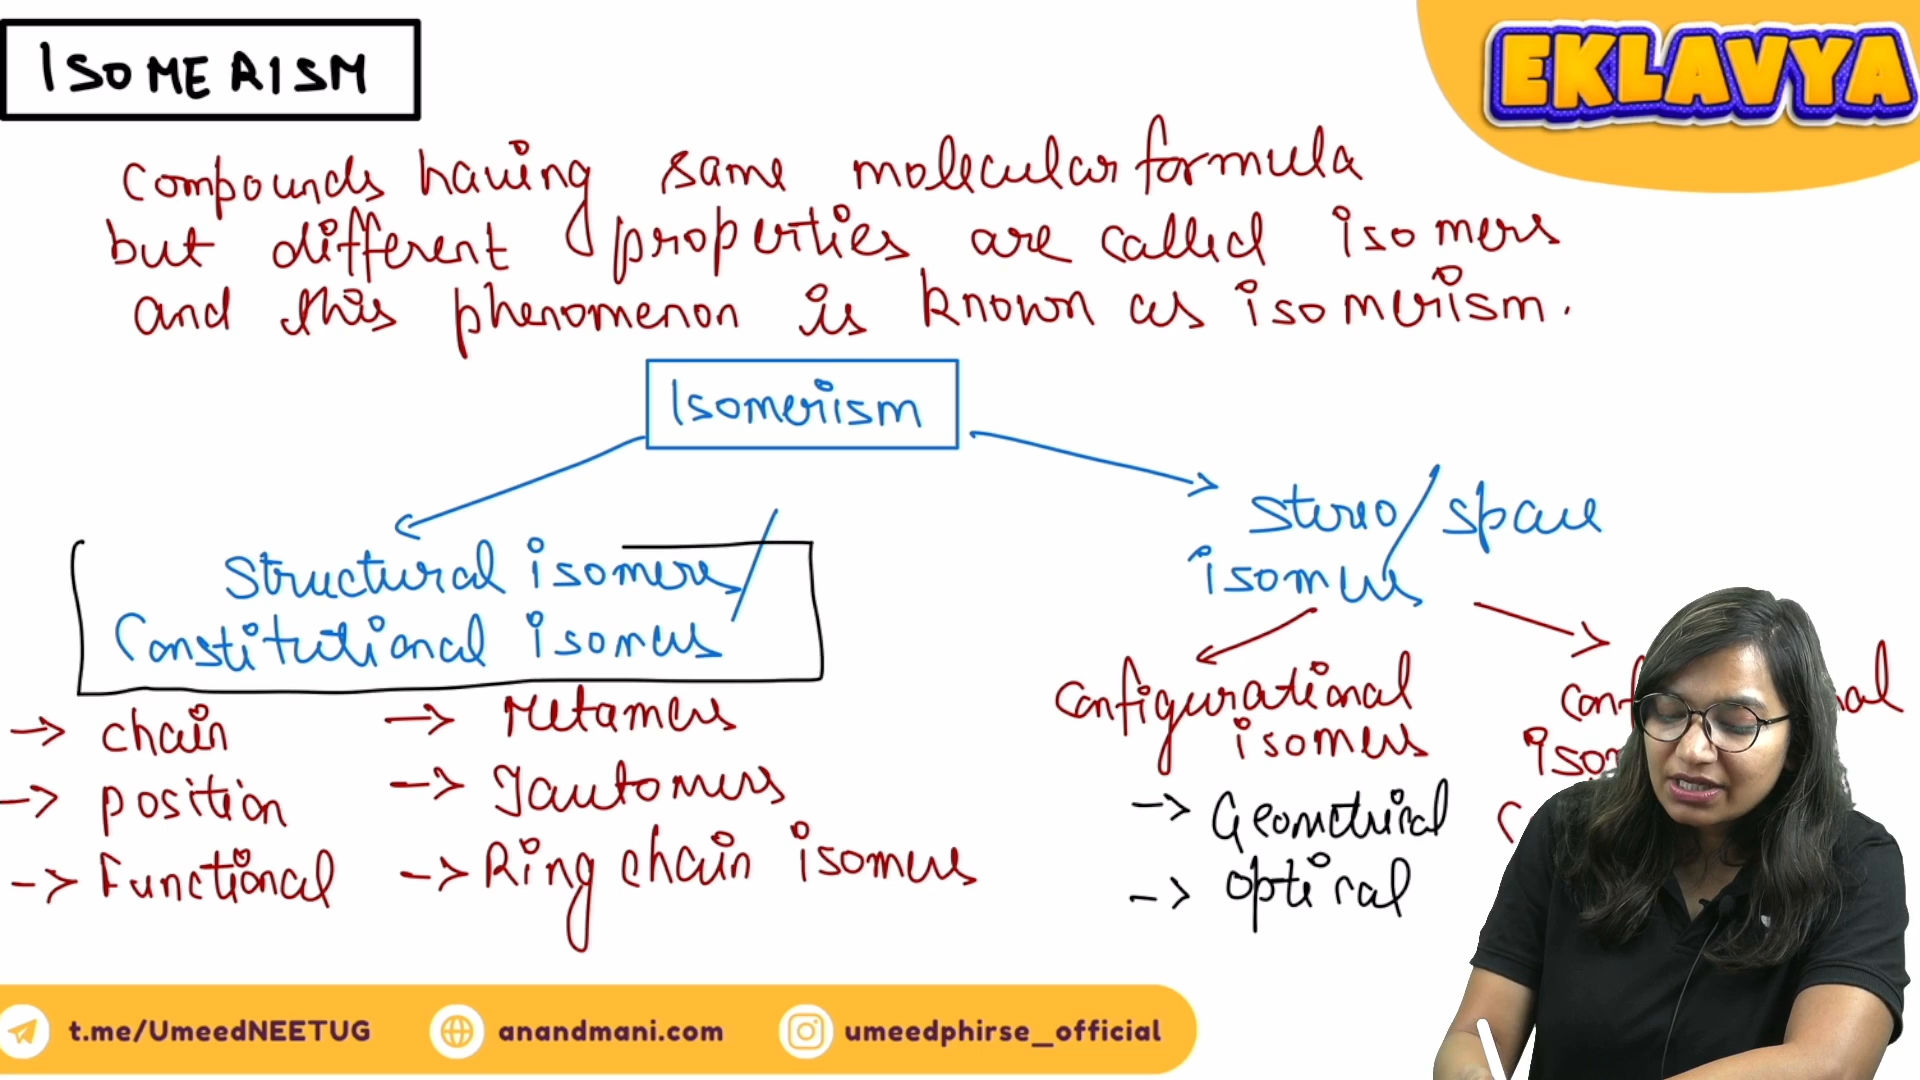 ISOMERISM
EKLAVYA
compounds having same molecular formula
but different properties are called isomers
and this phenomenon is known as isomerism.
Isomerism
Structural isomers/
Constitutional isomers
Stereo/space
isomers
→ chain
→ position
→ Functional
→ Metamers
→ Tautomers
→ Ring chain isomers
Configurational
isomers
→ Geometrical
→ optical
t.me/UmeedNEETUG
anandmani.com
umeedphirse_official